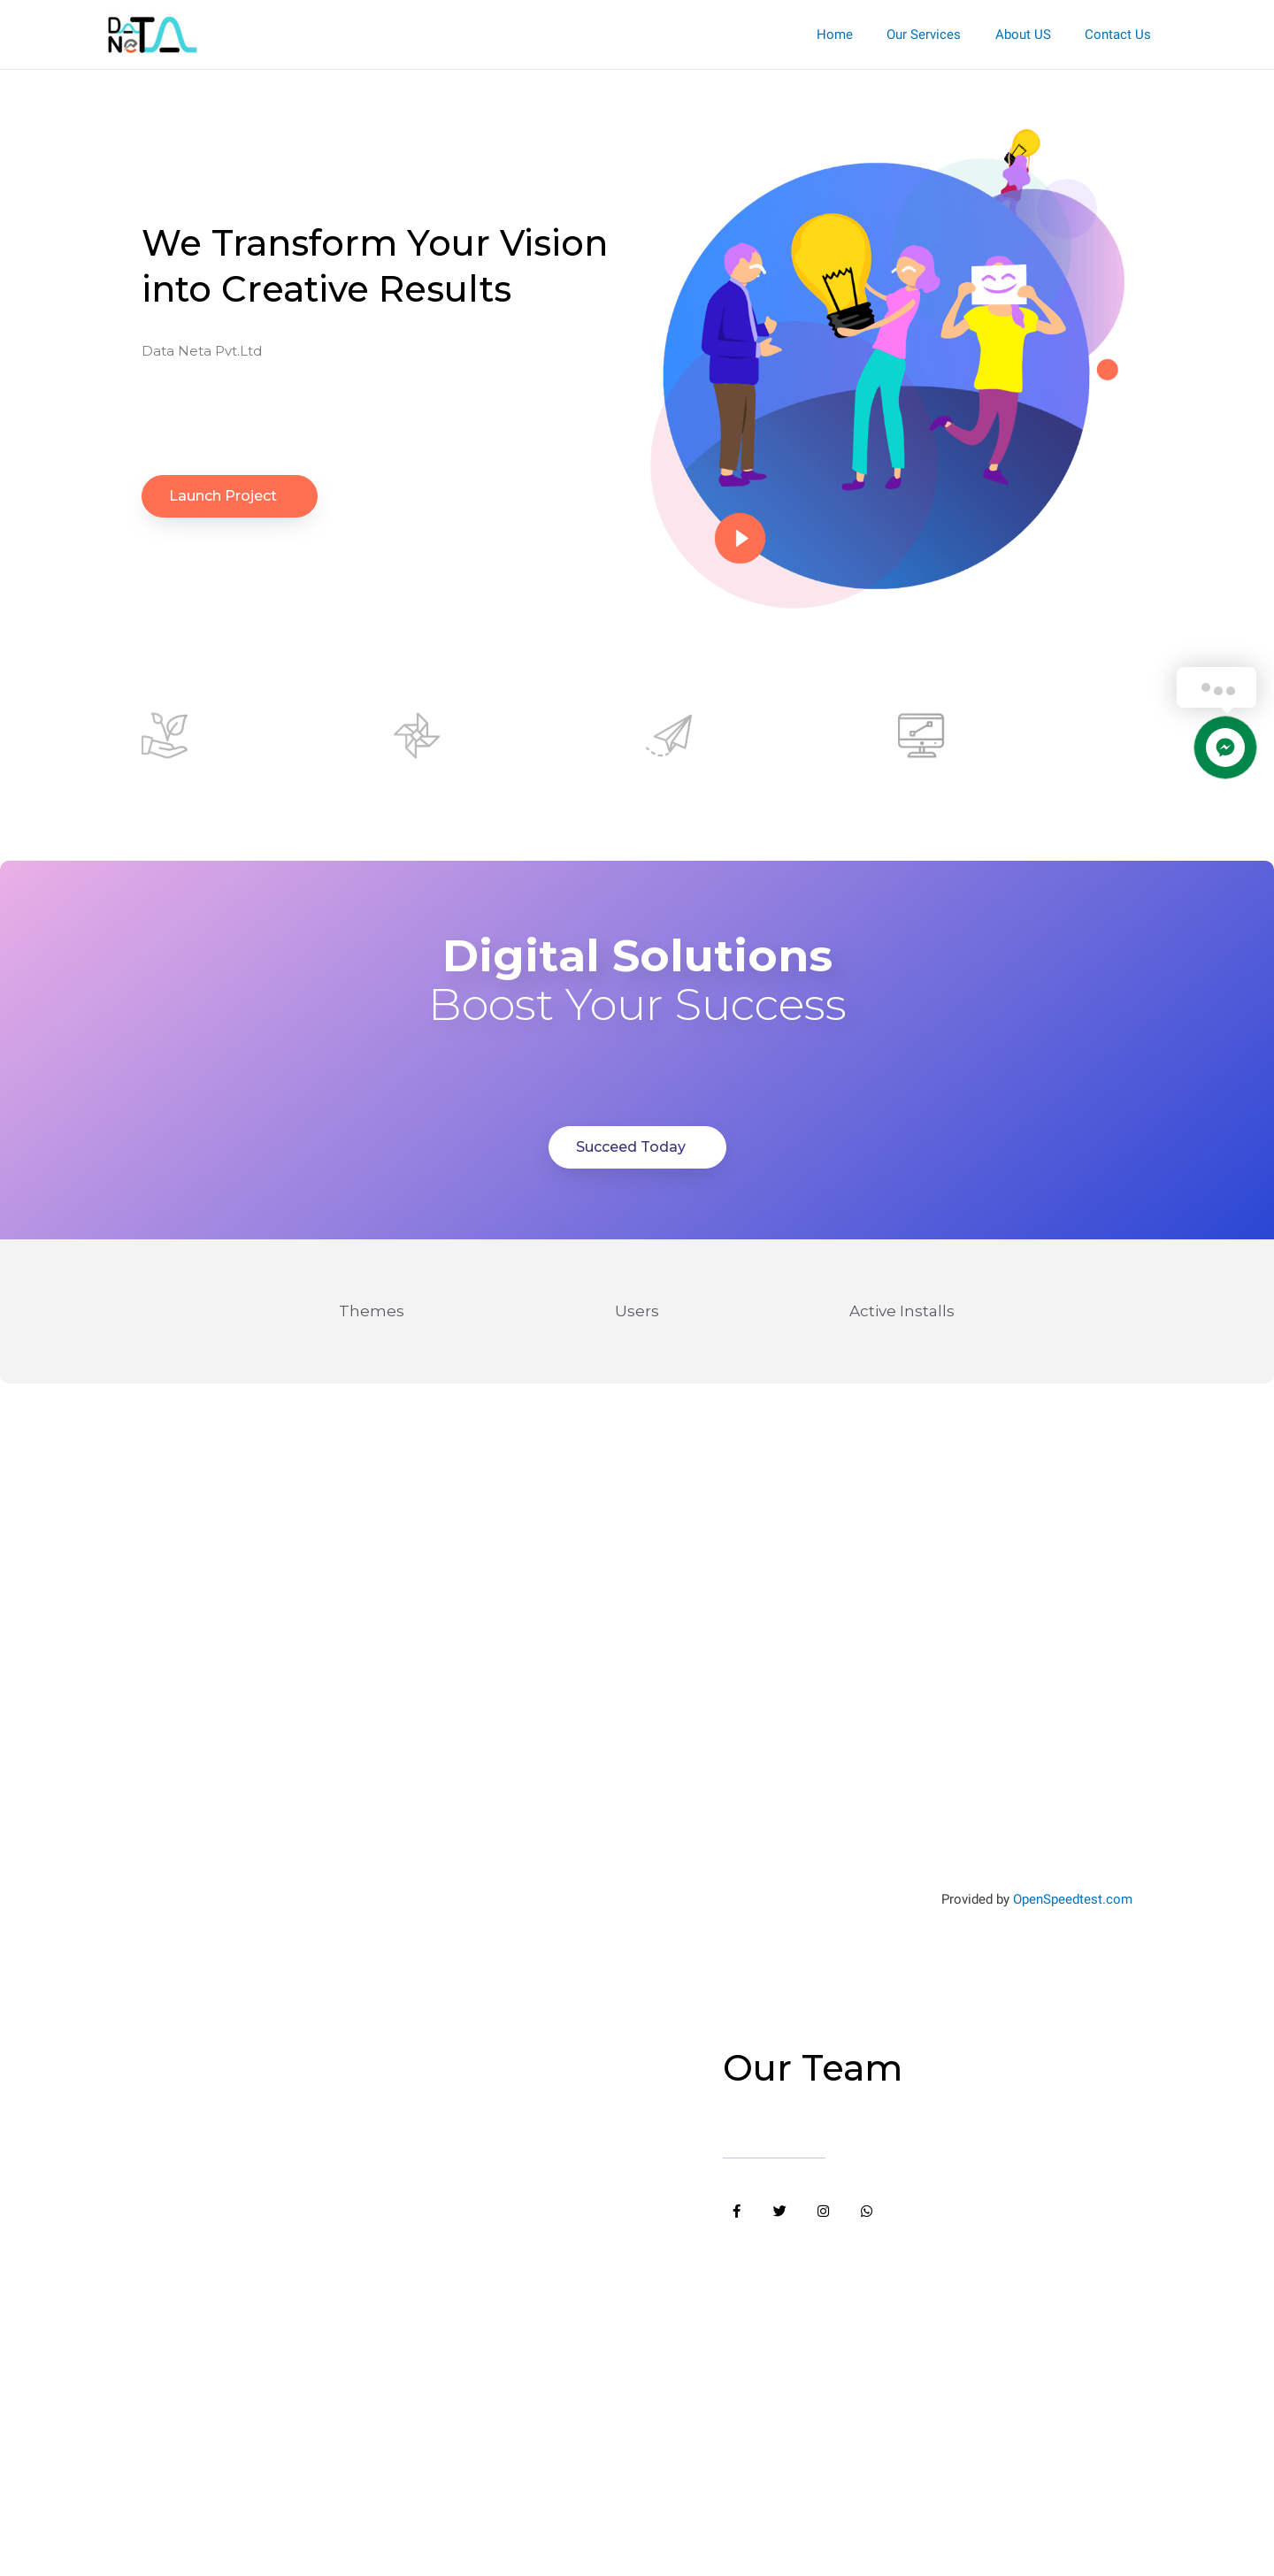 DaTA
NeTA
Home
Our Services
About US
Contact Us
We Transform Your Vision
into Creative Results
Data Neta Pvt.Ltd
Launch Project
Digital Solutions
Boost Your Success
Succeed Today
Themes
Users
Active Installs
Provided by OpenSpeedtest.com
Our Team